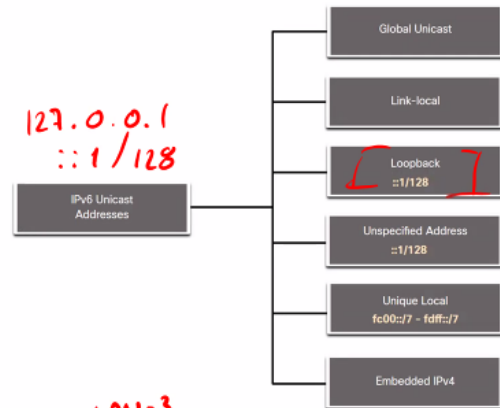 Global Unicast
Link-local
127.0.0.1
::1/128
Loopback
::1/128
IPv6 Unicast
Addresses
Unspecified Address
::1/128
Unique Local
fc00::/7 - fdff::/7
Embedded IPv4